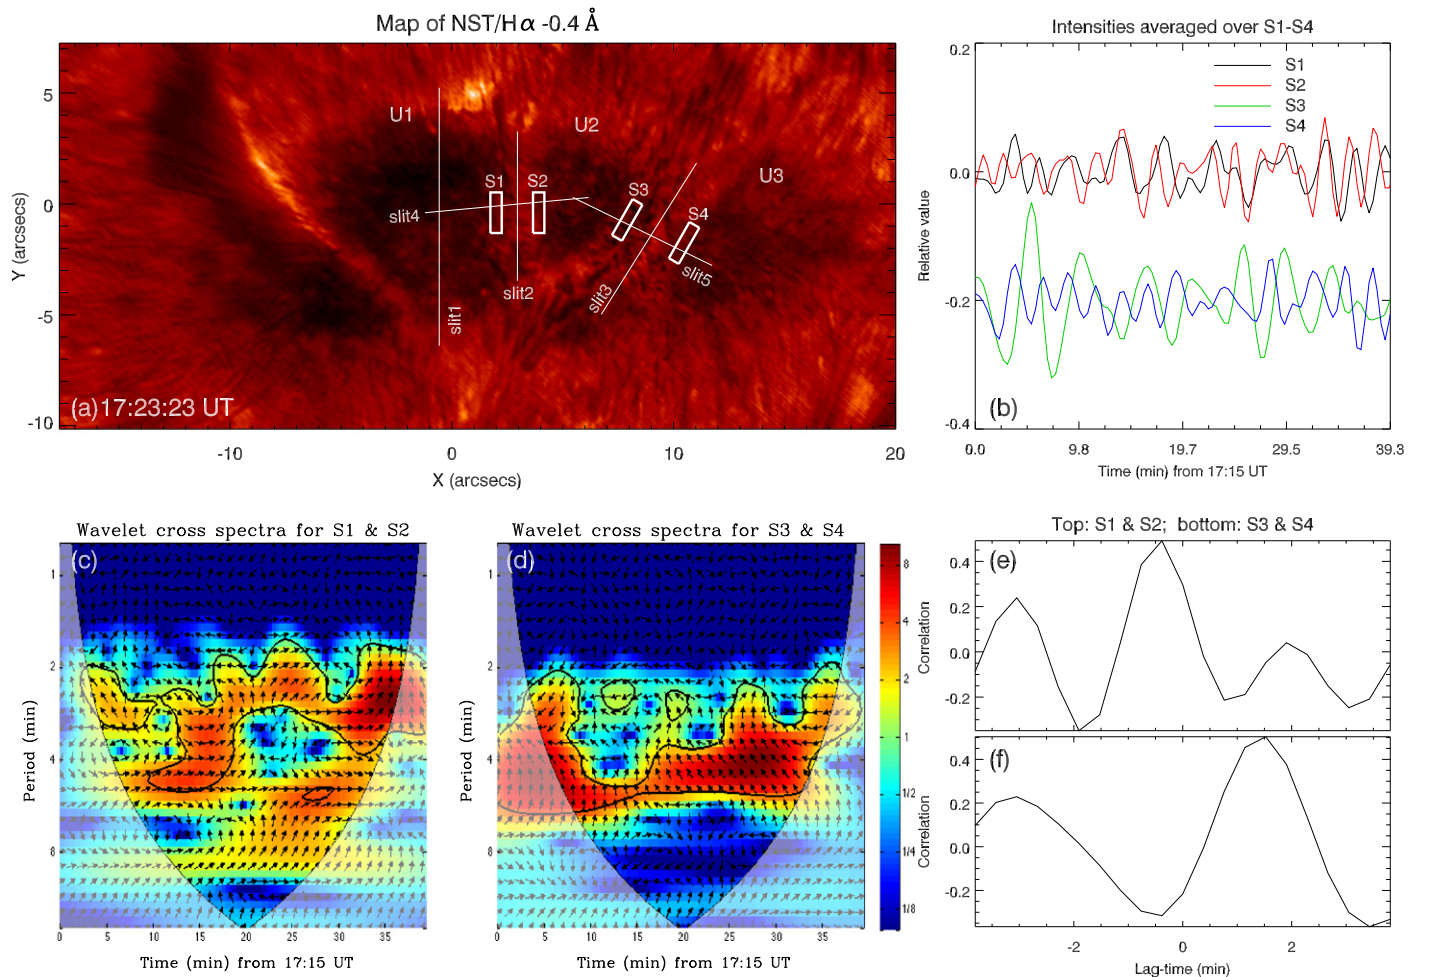 Map of NST/Hα -0.4 Å
5
0
-5
-10
Y (arcsecs)
U1
U2
U3
S1
S2
S3
S4
slit4
slit1
slit2
slit3
slit5
(a)17:23:23 UT
-10
0
10
20
X (arcsecs)
Intensities averaged over S1-S4
0.2
0.0
-0.2
-0.4
Relative value
S1
S2
S3
S4
(b)
0.0
9.8
19.7
29.5
39.3
Time (min) from 17:15 UT
Wavelet cross spectra for S1 & S2
(c)
1
2
4
8
Period (min)
0
5
10
15
20
25
30
35
Time (min) from 17:15 UT
Wavelet cross spectra for S3 & S4
(d)
1
2
4
8
Period (min)
0
5
10
15
20
25
30
35
Time (min) from 17:15 UT
8
4
2
1
1/2
1/4
1/8
Correlation
Top: S1 & S2; bottom: S3 & S4
(e)
0.4
0.2
0.0
-0.2
Correlation
(f)
0.4
0.2
0.0
-0.2
Correlation
-2
0
2
Lag-time (min)